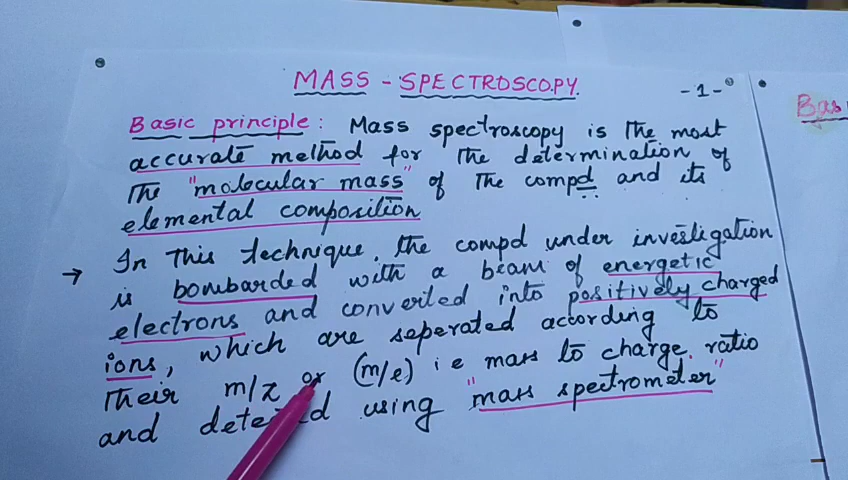 MASS - SPECTROSCOPY.
-1-
Basic principle: Mass spectroscopy is the most
accurate method for the determination of
the "molecular mass" of the compd and its
elemental composition
→ In this technique, the compd under investigation
is bombarded with a beam of energetic
electrons and converted into positively charged
ions, which are seperated according to
their m/z or (m/e) i e mass to charge ratio
and detected using "mass spectrometer"
Bas